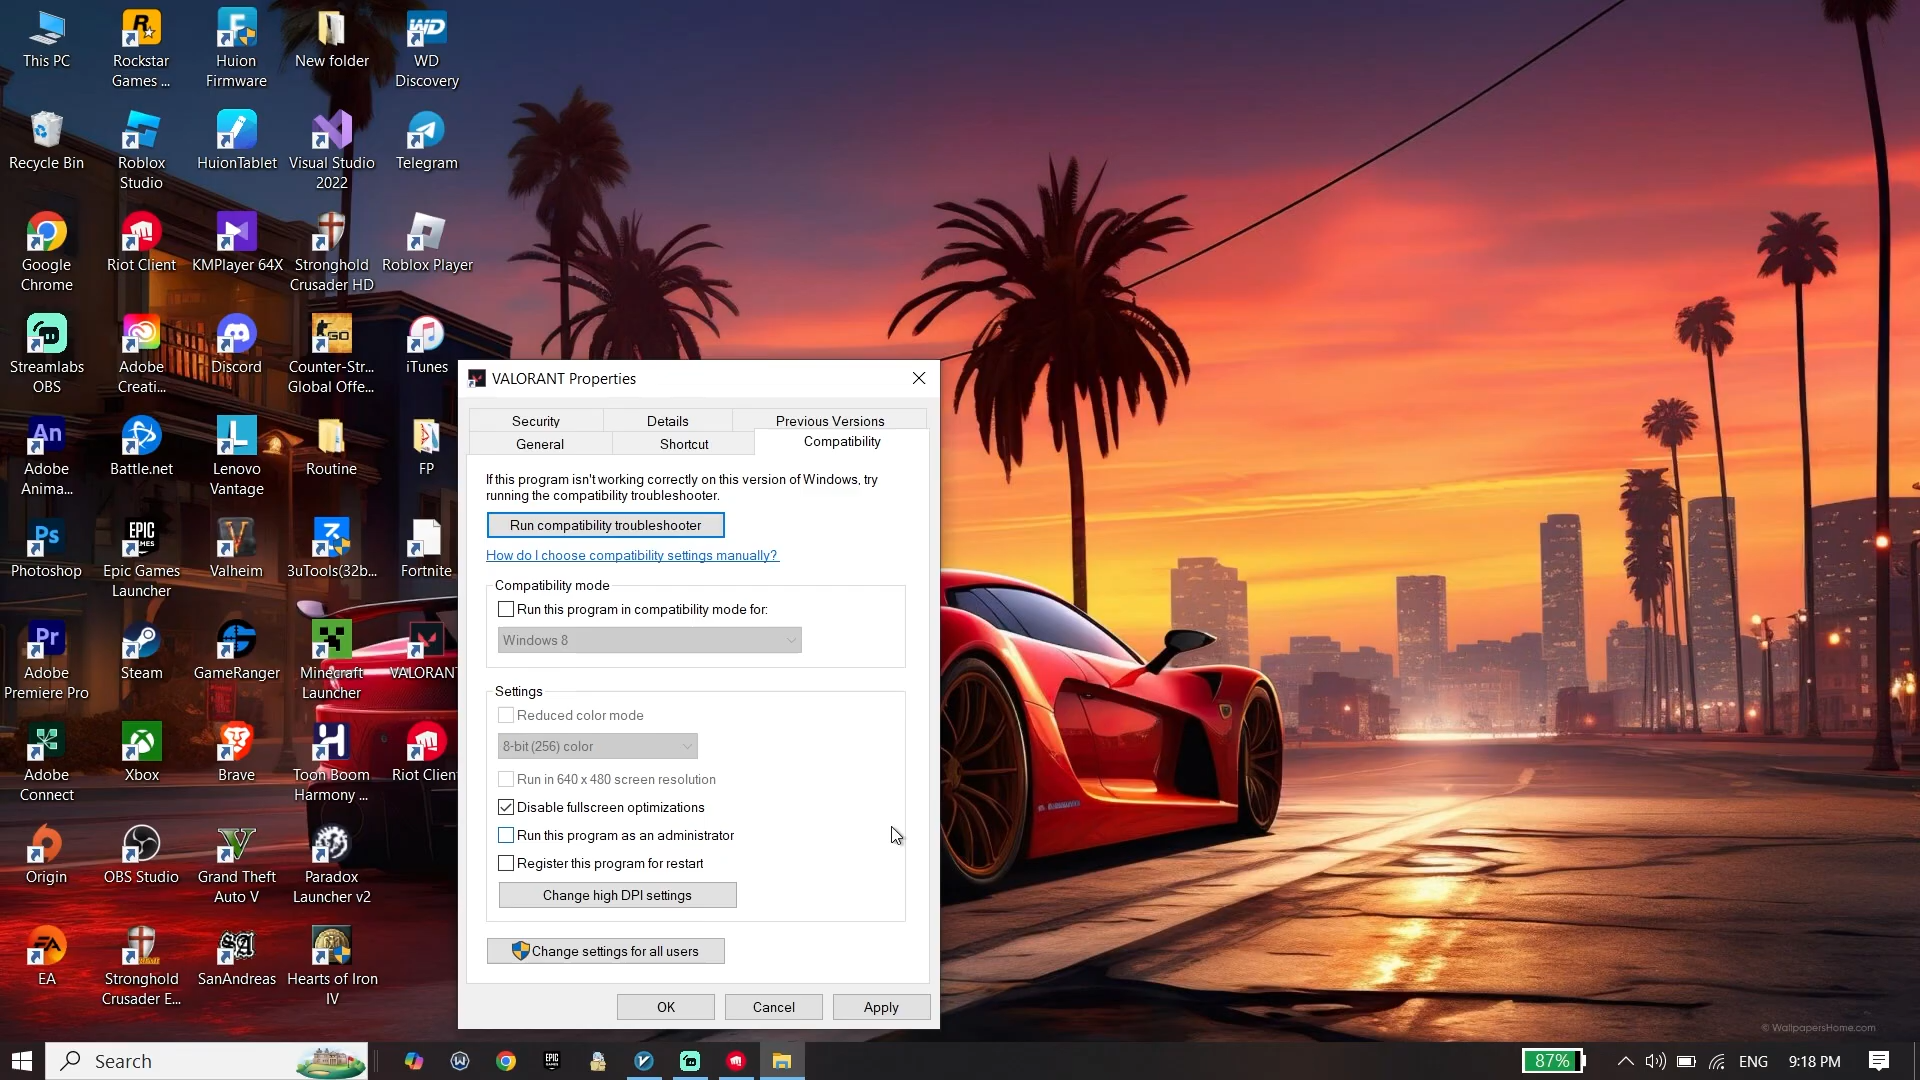 This PC
Rockstar
Games ...
Huion
Firmware
New folder
WD
Discovery
Recycle Bin
Roblox
Studio
HuionTablet
Visual Studio
2022
Telegram
Google
Chrome
Riot Client
KMPlayer 64X
Stronghold
Crusader HD
Roblox Player
Streamlabs
OBS
Adobe
Creati...
Discord
Counter-Str...
Global Offe...
iTunes
Adobe
Anima...
Battle.net
Lenovo
Vantage
Routine
FP
Photoshop
Epic Games
Launcher
Valheim
3uTools(32b...
Fortnite
Adobe
Premiere Pro
Steam
GameRanger
Minecraft
Launcher
VALORANT
Adobe
Connect
Xbox
Brave
Toon Boom
Harmony ...
Riot Clien
Origin
OBS Studio
Grand Theft
Auto V
Paradox
Launcher v2
EA
Stronghold
Crusader E...
SanAndreas
Hearts of Iron
IV
VALORANT Properties
Security
Details
Previous Versions
General
Shortcut
Compatibility
If this program isn't working correctly on this version of Windows, try
running the compatibility troubleshooter.
Run compatibility troubleshooter
How do I choose compatibility settings manually?
Compatibility mode
Run this program in compatibility mode for:
Windows 8
Settings
Reduced color mode
8-bit (256) color
Run in 640 x 480 screen resolution
Disable fullscreen optimizations
Run this program as an administrator
Register this program for restart
Change high DPI settings
Change settings for all users
OK
Cancel
Apply
© WallpapersHome.com
Search
87%
ENG
9:18 PM